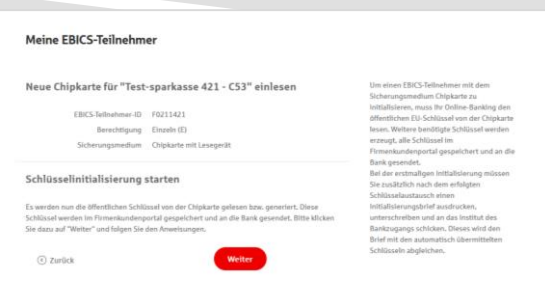 Meine EBICS-Teilnehmer
Neue Chipkarte für "Test-sparkasse 421 - C53" einlesen
EBICS-Teilnehmer-ID F0211421
Berechtigung Einzeln (E)
Sicherungsmedium Chipkarte mit Lesegerät
Schlüsselinitialisierung starten
Es werden nun die öffentlichen Schlüssel von der Chipkarte gelesen bzw. generiert. Diese
Schlüssel werden im Firmenkundenportal gespeichert und an die Bank gesendet. Bitte klicken
Sie dazu auf "Weiter" und folgen Sie den Anweisungen.
Zurück
Weiter
Um einen EBICS-Teilnehmer mit dem
Sicherungsmedium Chipkarte zu
initialisieren, muss Ihr Online-Banking den
öffentlichen EU-Schlüssel von der Chipkarte
lesen. Weitere benötigte Schlüssel werden
erzeugt, alle Schlüssel im
Firmenkundenportal gespeichert und an die
Bank gesendet.
Bei der erstmaligen Initialisierung müssen
Sie zusätzlich nach dem erfolgten
Schlüsselaustausch einen
Initialisierungsbrief ausdrucken,
unterschreiben und an das Institut des
Bankzugangs schicken. Dieses wird den
Brief mit den automatisch übermittelten
Schlüsseln abgleichen.